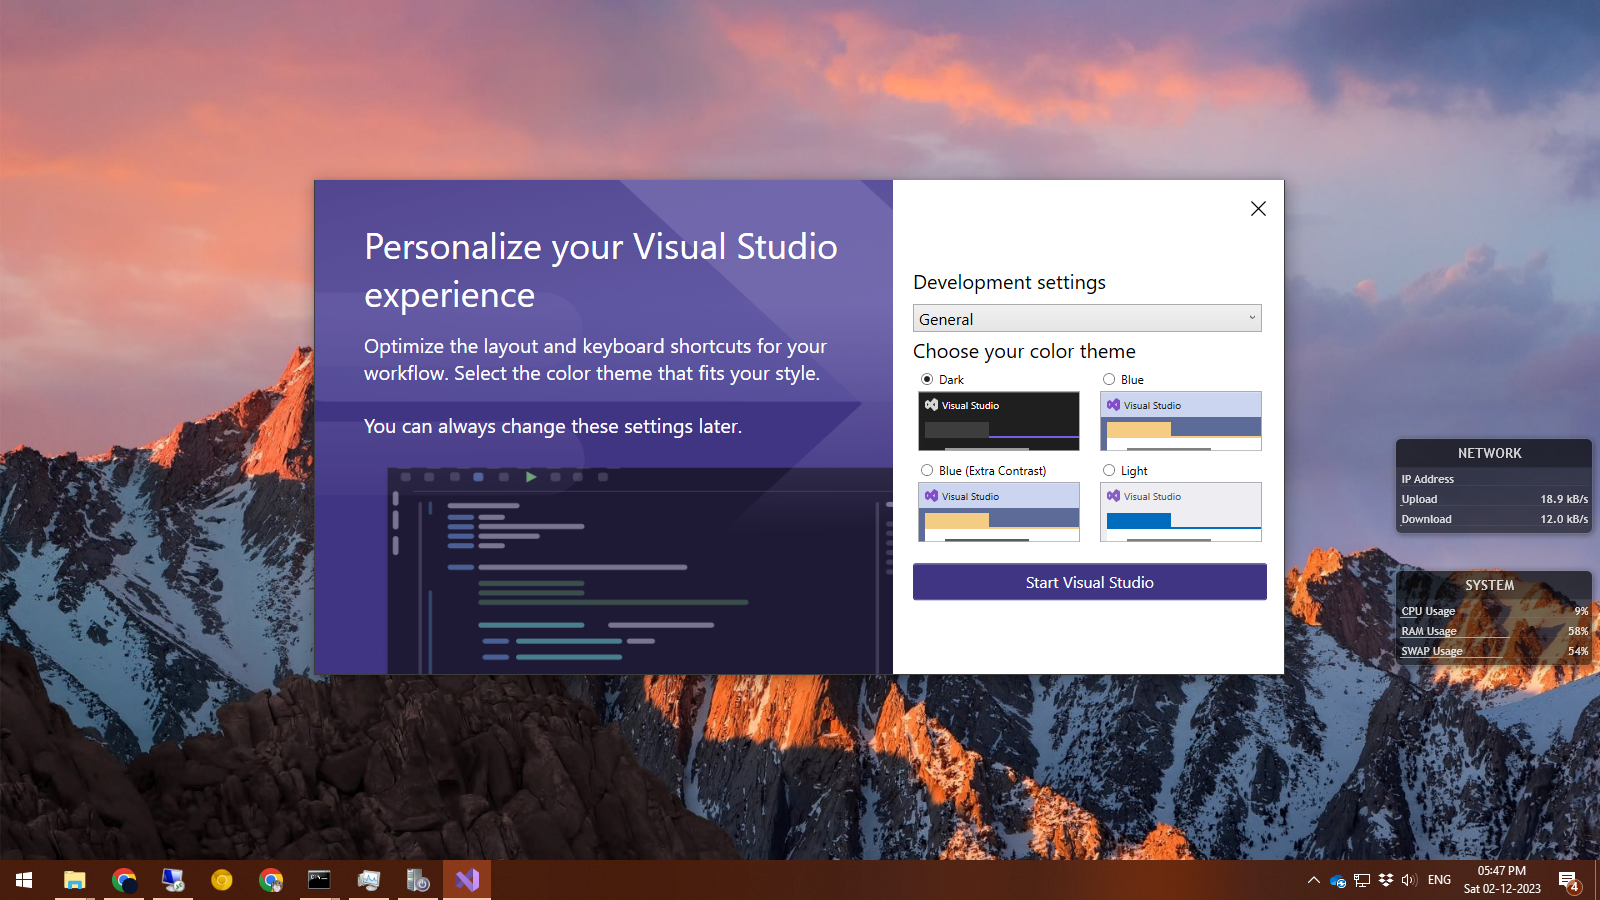 Personalize your Visual Studio
experience
Optimize the layout and keyboard shortcuts for your
workflow. Select the color theme that fits your style.
You can always change these settings later.
Development settings
General
Choose your color theme
Dark
Blue
Visual Studio
Visual Studio
Blue (Extra Contrast)
Light
Visual Studio
Visual Studio
Start Visual Studio
NETWORK
IP Address
Upload 18.9 kB/s
Download 12.0 kB/s
SYSTEM
CPU Usage 9%
RAM Usage 58%
SWAP Usage 54%
ENG
05:47 PM
Sat 02-12-2023
4